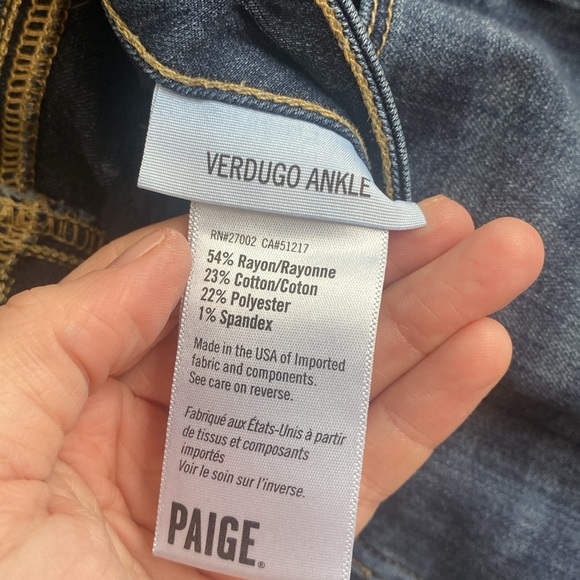 VERDUGO ANKLE
RN#27002 CA#51217
54% Rayon/Rayonne
23% Cotton/Coton
22% Polyester
1% Spandex
Made in the USA of Imported
fabric and components.
See care on reverse.
Fabriqué aux États-Unis à partir
de tissus et composants
importés
Voir le soin sur l'inverse.
PAIGE®